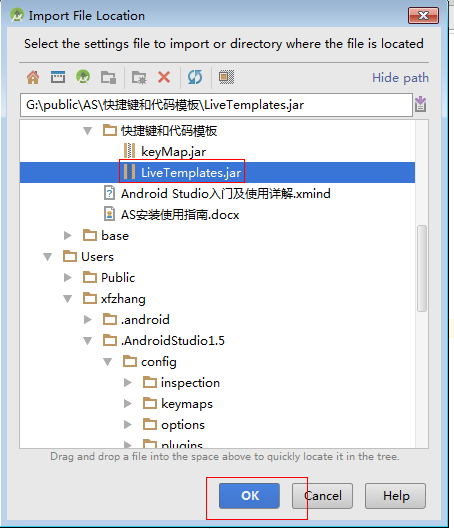 Import File Location
Select the settings file to import or directory where the file is located
Hide path
G:\public\AS\快捷键和代码模板\LiveTemplates.jar
快捷键和代码模板
keyMap.jar
LiveTemplates.jar
Android Studio入门及使用详解.xmind
AS安装使用指南.docx
base
Users
Public
xfzhang
.android
.AndroidStudio1.5
config
inspection
keymaps
options
plugins
Drag and drop a file into the space above to quickly locate it in the tree.
OK Cancel Help